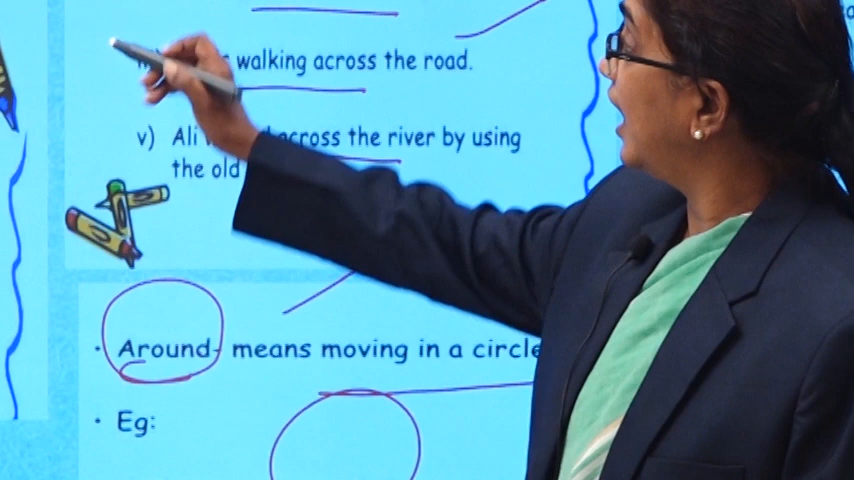 walking across the road.
v) Ali across the river by using
the old
• Around- means moving in a circle
• Eg: